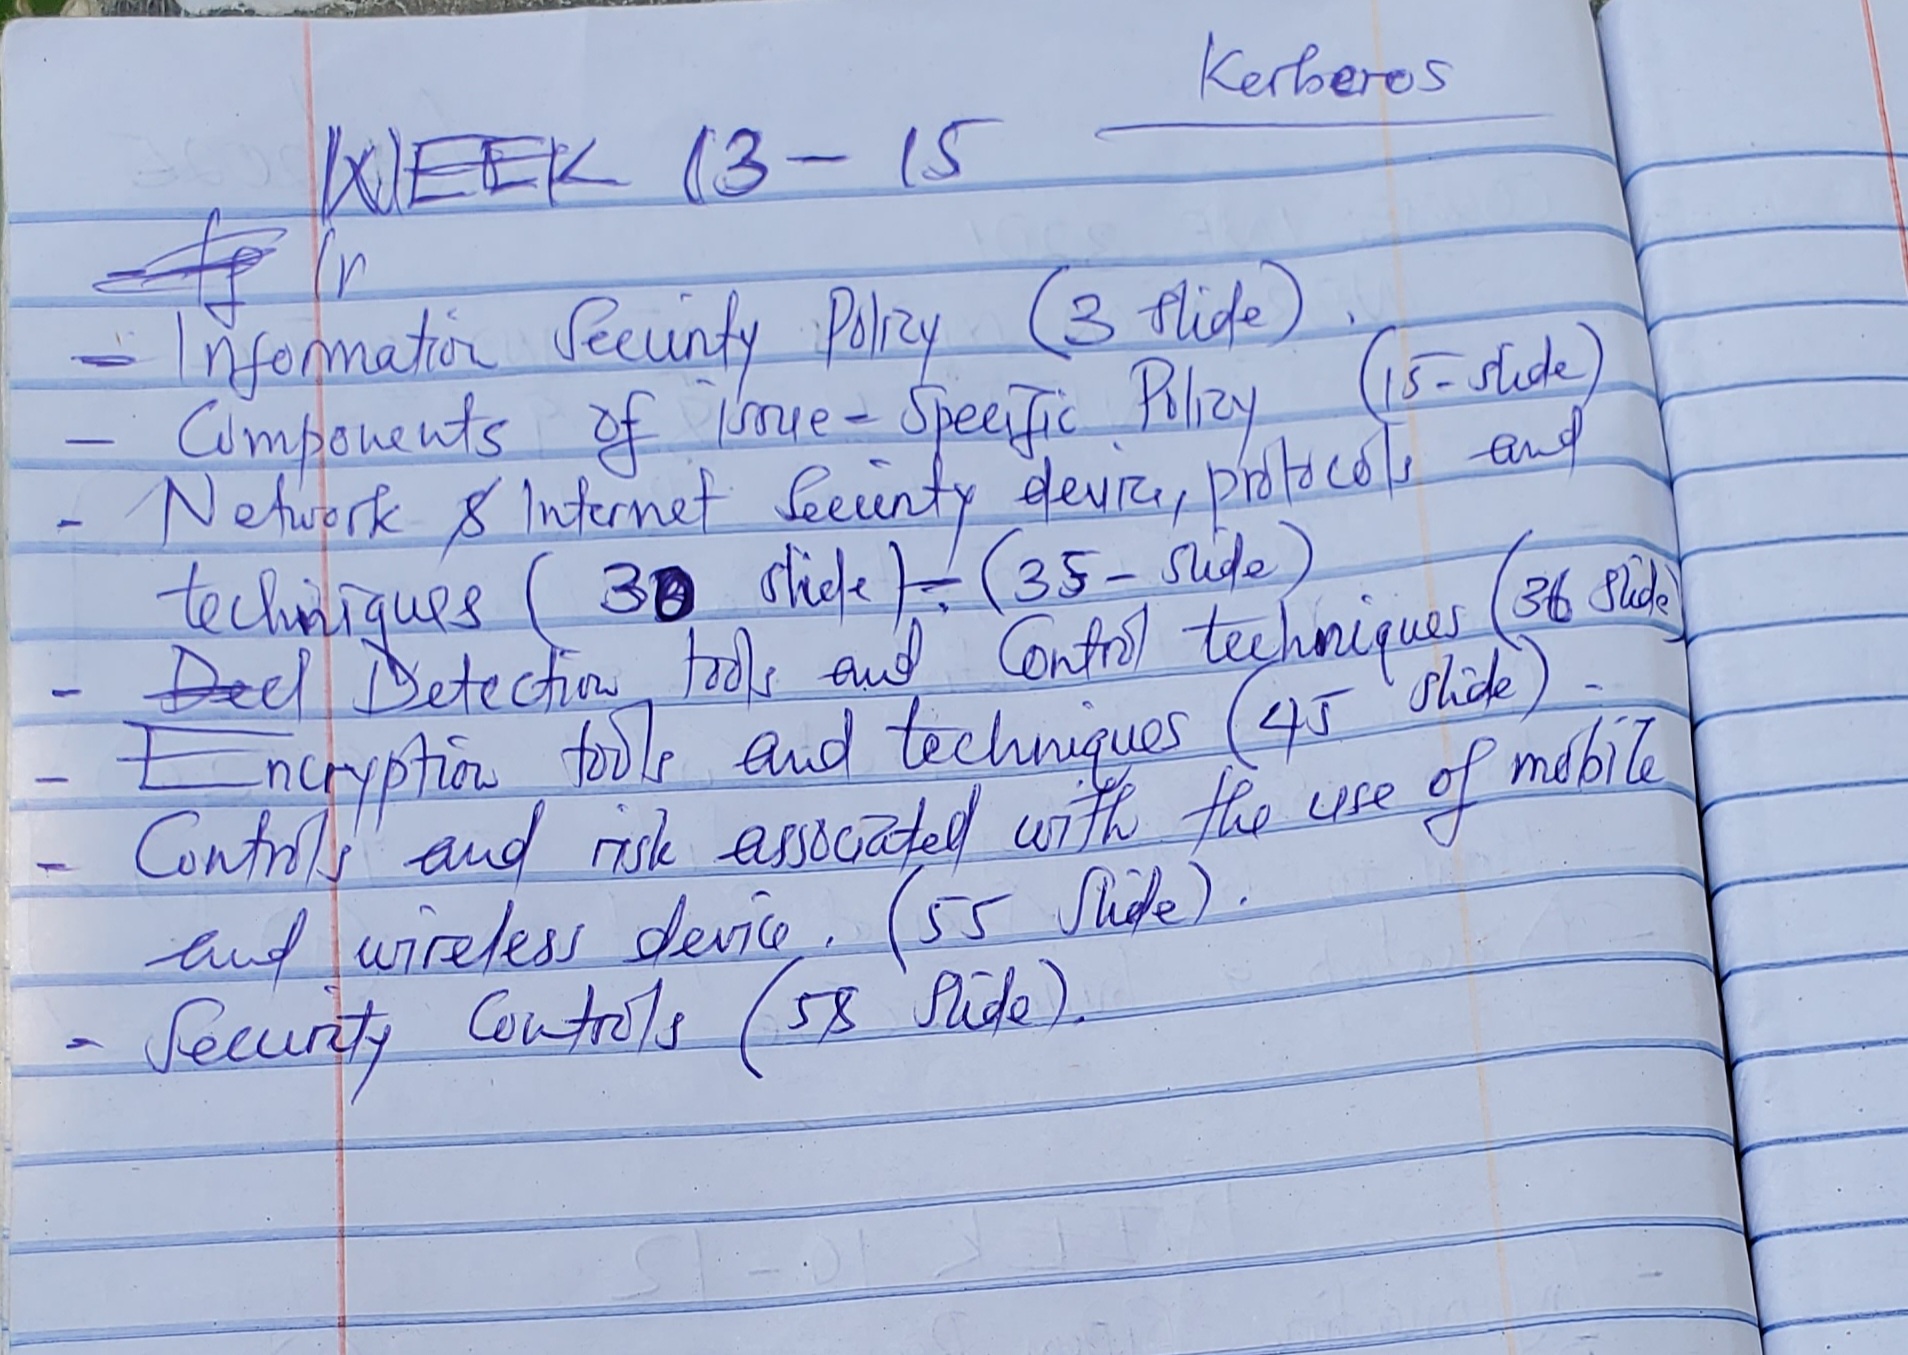 Kerberos
WEEK 13 - 15
In
- Information Security Policy (3 slide).
- Components of issue-specific Policy (15-slide)
- Network & Internet Security device, protocols and
techniques (30 slide) - (35- slide)
- Detection tools and Control techniques (36 slide)
- Encryption tools and techniques (45 slide).
- Controls and risk associated with the use of mobile
and wireless device. (55 slide).
- Security Controls (58 slide).